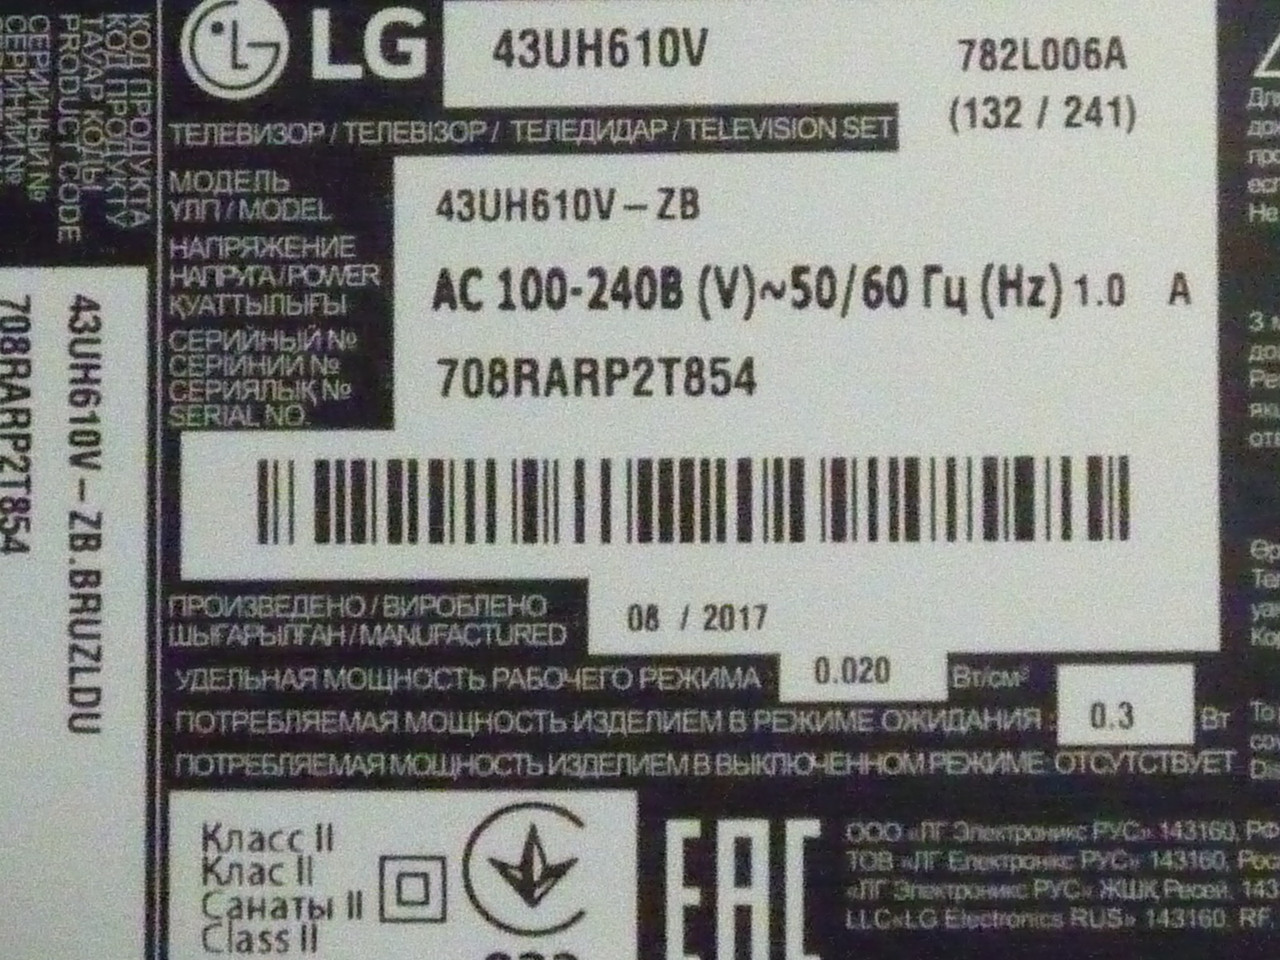 LG
43UH610V
782L006A
(132 / 241)
ТЕЛЕВИЗОР / ТЕЛЕВІЗОР / ТЕЛЕДИДАР / TELEVISION SET
МОДЕЛЬ
ҮЛГІ / MODEL
43UH610V – ZB
НАПРЯЖЕНИЕ
НАПРУГА / POWER
ҚУАТТЫЛЫҒЫ
AC 100-240В (V)~50/60 Гц (Hz) 1.0 A
СЕРИЙНЫЙ №
СЕРІЙНИЙ №
СЕРИЯЛЫҚ №
SERIAL NO.
708RARP2T854
ПРОИЗВЕДЕНО / ВИРОБЛЕНО
ШЫҒАРЫЛҒАН / MANUFACTURED
08 / 2017
УДЕЛЬНАЯ МОЩНОСТЬ РАБОЧЕГО РЕЖИМА 0.020 Вт/см²
ПОТРЕБЛЯЕМАЯ МОЩНОСТЬ ИЗДЕЛИЕМ В РЕЖИМЕ ОЖИДАНИЯ : 0.3 Вт
ПОТРЕБЛЯЕМАЯ МОЩНОСТЬ ИЗДЕЛИЕМ В ВЫКЛЮЧЕННОМ РЕЖИМЕ: ОТСУТСТВУЕТ
Класс II
Клас II
Санаты II
Class II
EAC
ООО «ЛГ Электроникс РУС» 143160, РФ
ТОВ «ЛГ Електронікс РУС» 143160, Рос
«ЛГ Электроникс РУС» ЖШҚ Ресей, 143
LLC «LG Electronics RUS» 143160, RF,
КОД ПРОДУКТА
КОД ПРОДУКТУ
ТАУАР КОДЫ
PRODUCT CODE
СЕРИЙНЫЙ №
СЕРІЙНИЙ №
43UH610V – ZB.BRUZLDU
708RARP2T854